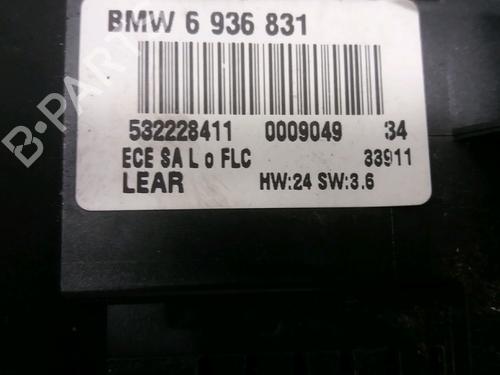 BMW 6 936 831
532228411 0009049 34
ECE SA L o FLC 33911
LEAR HW:24 SW:3.6
B-PARTS